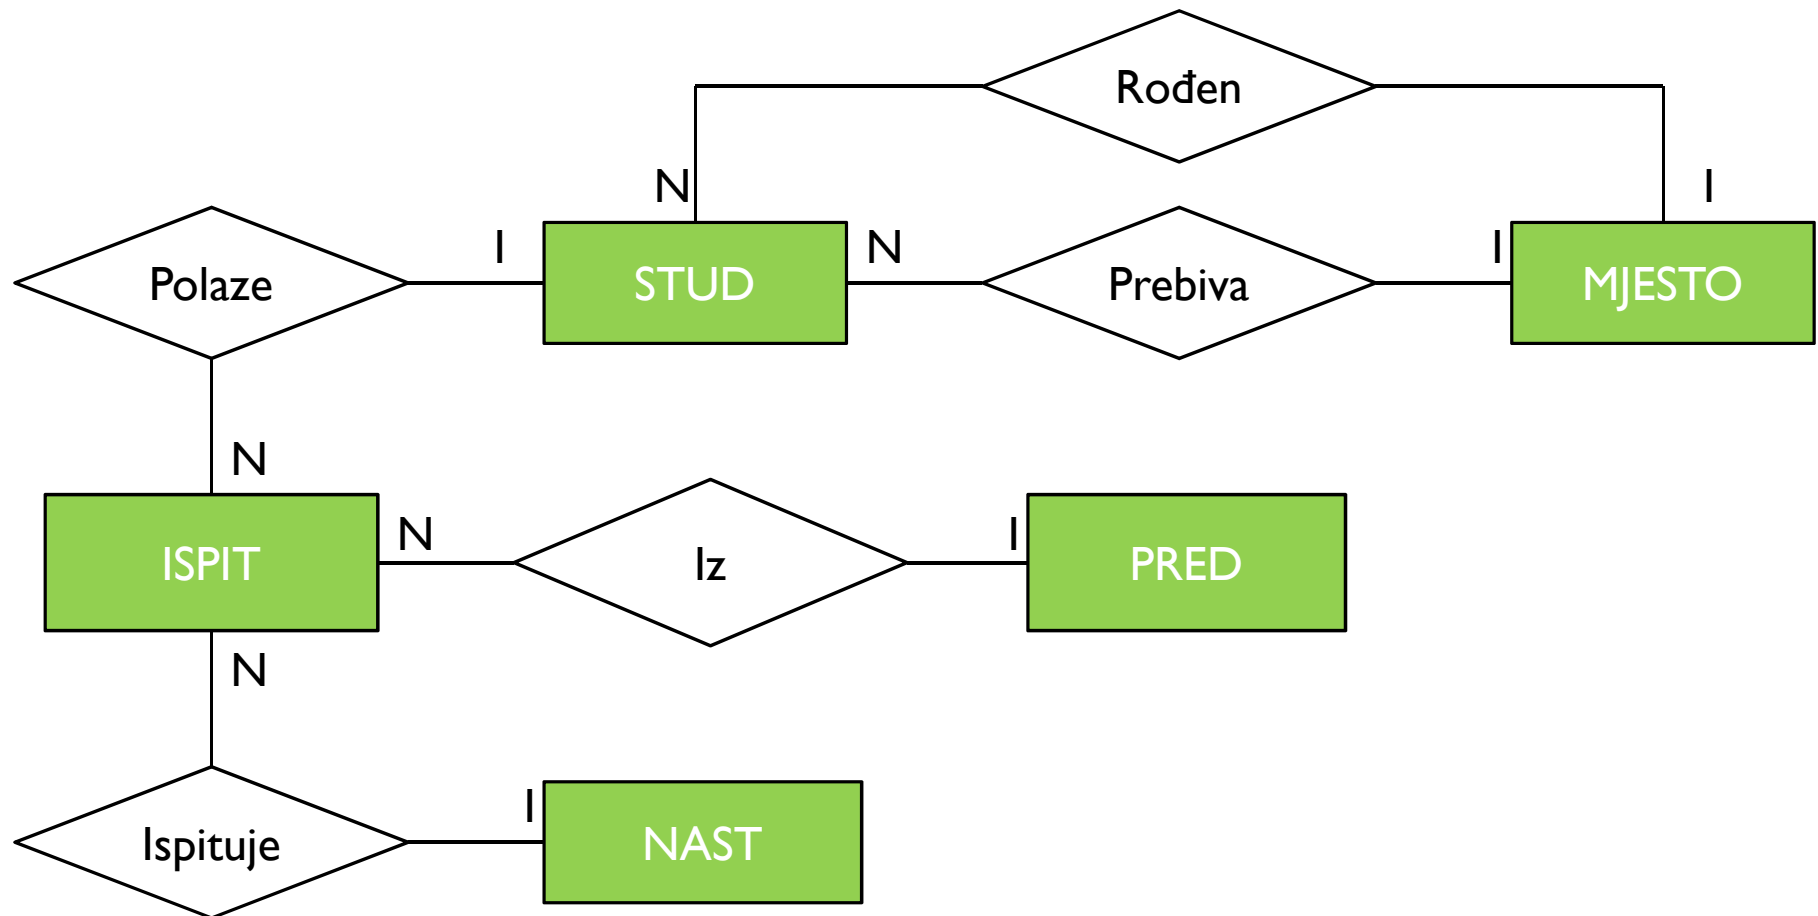 Rođen
N
I
Polaze
I
STUD
N
Prebiva
I
MJESTO
N
ISPIT
N
Iz
I
PRED
N
Ispituje
I
NAST